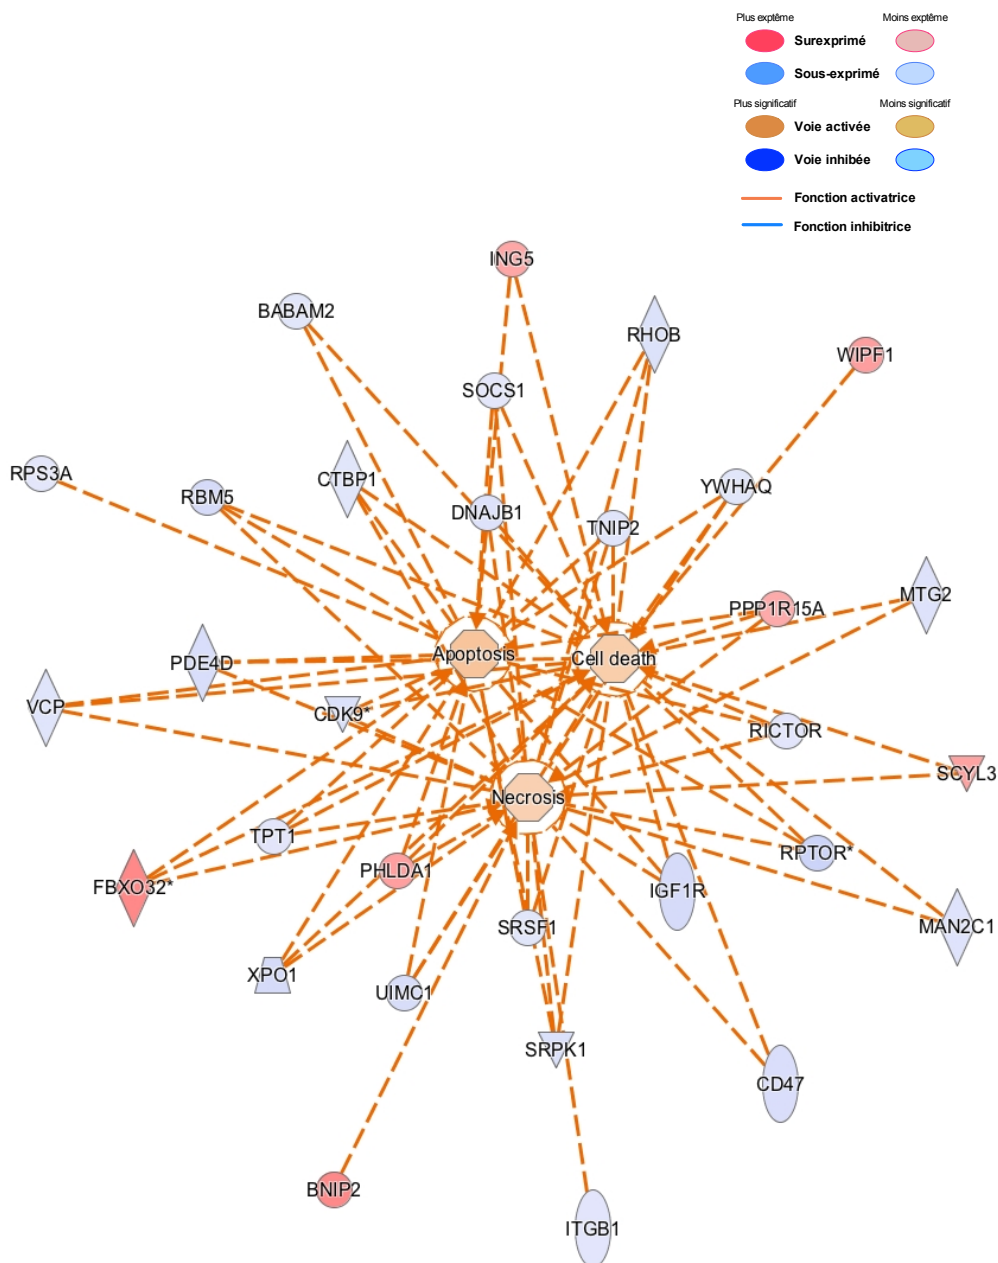 Plus exptême
Moins exptême
Surexprimé
Sous-exprimé
Plus significatif
Moins significatif
Voie activée
Voie inhibée
Fonction activatrice
Fonction inhibitrice
ING5
BABAM2
RHOB
WIPF1
SOCS1
RPS3A
RBM5
CTBP1
DNAJB1
TNIP2
YWHAQ
PPP1R15A
MTG2
Apoptosis
Cell death
PDE4D
VCP
CDK9*
RICTOR
SCYL3
Necrosis
TPT1
RPTOR*
FBXO32*
PHLDA1
IGF1R
MAN2C1
SRSF1
XPO1
UIMC1
SRPK1
CD47
BNIP2
ITGB1